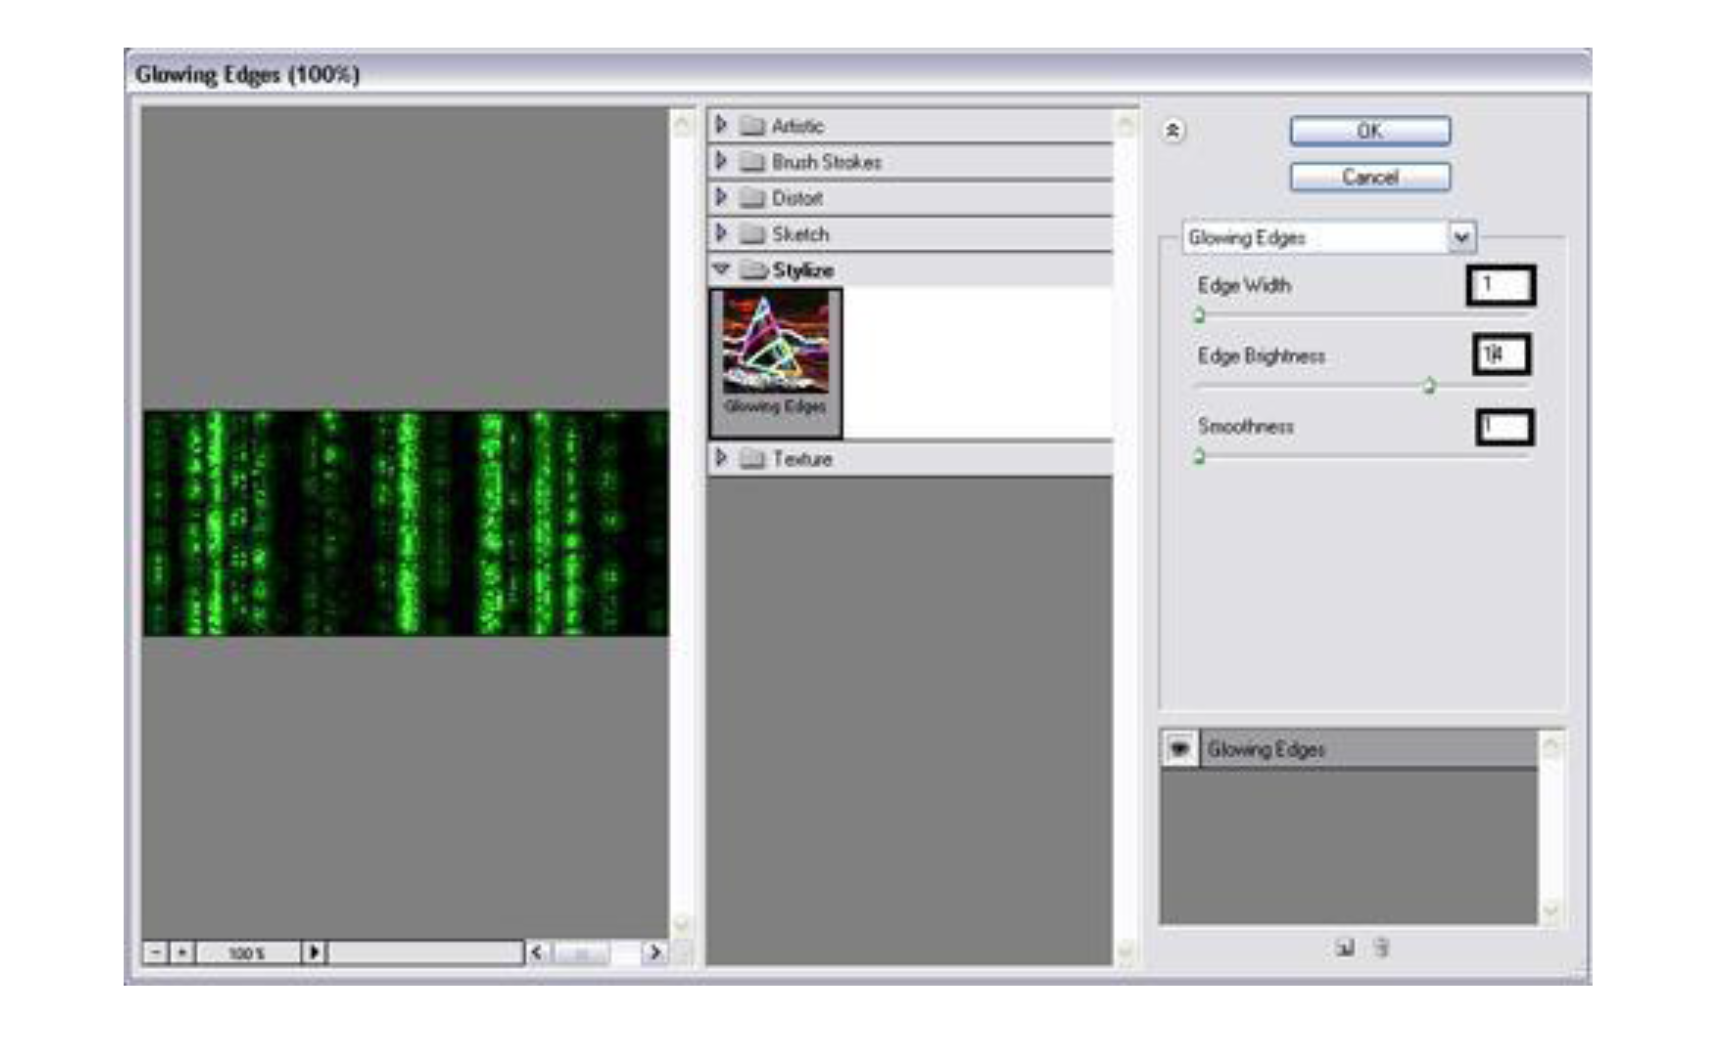 Glowing Edges (100%)
Artistic
Brush Strokes
Distort
Sketch
Stylize
Glowing Edges
Texture
100%
OK
Cancel
Glowing Edges
Edge Width
1
Edge Brightness
14
Smoothness
1
Glowing Edges